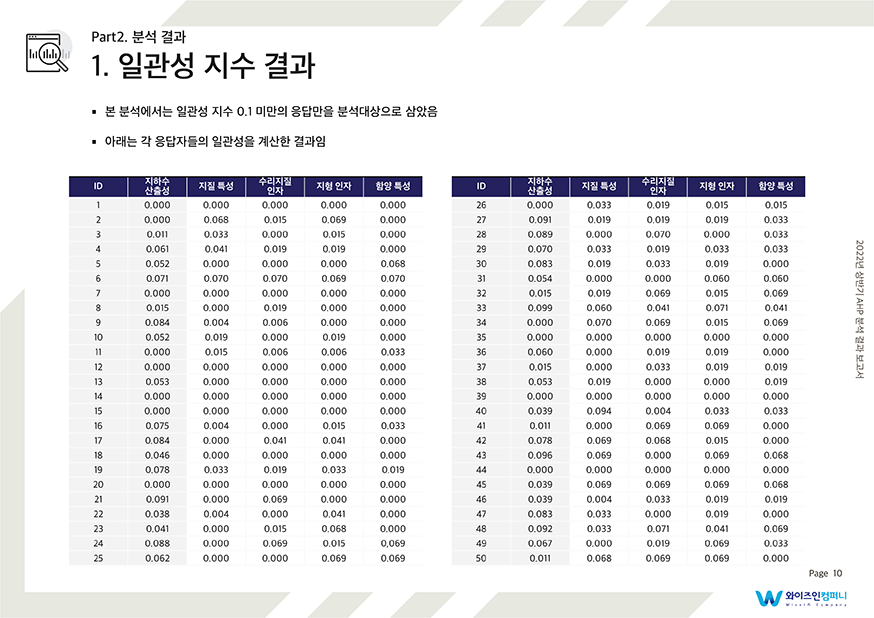 Part2. 분석 결과
1. 일관성 지수 결과
▪ 본 분석에서는 일관성 지수 0.1 미만의 응답만을 분석대상으로 삼았음
▪ 아래는 각 응답자들의 일관성을 계산한 결과임
ID 지하수 산출성 지질 특성 수리지질 인자 지형 인자 함양 특성
1 0.000 0.000 0.000 0.000 0.000
2 0.000 0.068 0.015 0.069 0.000
3 0.011 0.033 0.000 0.015 0.000
4 0.061 0.041 0.019 0.019 0.000
5 0.052 0.000 0.000 0.000 0.068
6 0.071 0.070 0.070 0.069 0.070
7 0.000 0.000 0.000 0.000 0.000
8 0.015 0.000 0.019 0.000 0.000
9 0.084 0.004 0.006 0.000 0.000
10 0.052 0.019 0.000 0.019 0.000
11 0.000 0.015 0.006 0.006 0.033
12 0.000 0.000 0.000 0.000 0.000
13 0.053 0.000 0.000 0.000 0.000
14 0.000 0.000 0.000 0.000 0.000
15 0.000 0.000 0.000 0.000 0.000
16 0.075 0.004 0.000 0.015 0.033
17 0.084 0.000 0.041 0.041 0.000
18 0.046 0.000 0.000 0.000 0.000
19 0.078 0.033 0.019 0.033 0.019
20 0.000 0.000 0.000 0.000 0.000
21 0.091 0.000 0.069 0.000 0.000
22 0.038 0.004 0.000 0.041 0.000
23 0.041 0.000 0.015 0.068 0.000
24 0.088 0.000 0.069 0.015 0,069
25 0.062 0.000 0.000 0.069 0.069
ID 지하수 산출성 지질 특성 수리지질 인자 지형 인자 함양 특성
26 0.000 0.033 0.019 0.015 0.015
27 0.091 0.019 0.019 0.019 0.033
28 0.089 0.000 0.070 0.000 0.033
29 0.070 0.033 0.019 0.033 0.033
30 0.083 0.019 0.033 0.019 0.000
31 0.054 0.000 0.000 0.060 0.060
32 0.015 0.019 0.069 0.015 0.069
33 0.099 0.060 0.041 0.071 0.041
34 0.000 0.070 0.069 0.015 0.069
35 0.000 0.000 0.000 0.000 0.000
36 0.060 0.000 0.019 0.019 0.000
37 0.015 0.000 0.033 0.019 0.019
38 0.053 0.019 0.000 0.000 0.019
39 0.000 0.000 0.000 0.000 0.000
40 0.039 0.094 0.004 0.033 0.033
41 0.011 0.000 0.069 0.069 0.000
42 0.078 0.069 0.068 0.015 0.000
43 0.096 0.069 0.000 0.069 0.068
44 0.000 0.000 0.000 0.000 0.000
45 0.039 0.069 0.069 0.069 0.068
46 0.039 0.004 0.033 0.019 0.019
47 0.083 0.033 0.000 0.019 0.000
48 0.092 0.033 0.071 0.041 0.069
49 0.067 0.000 0.019 0.069 0.033
50 0.011 0.068 0.069 0.069 0.000
2022년 상반기 AHP 분석 결과 보고서
Page 10
와이즈인컴퍼니
WiseIn Company